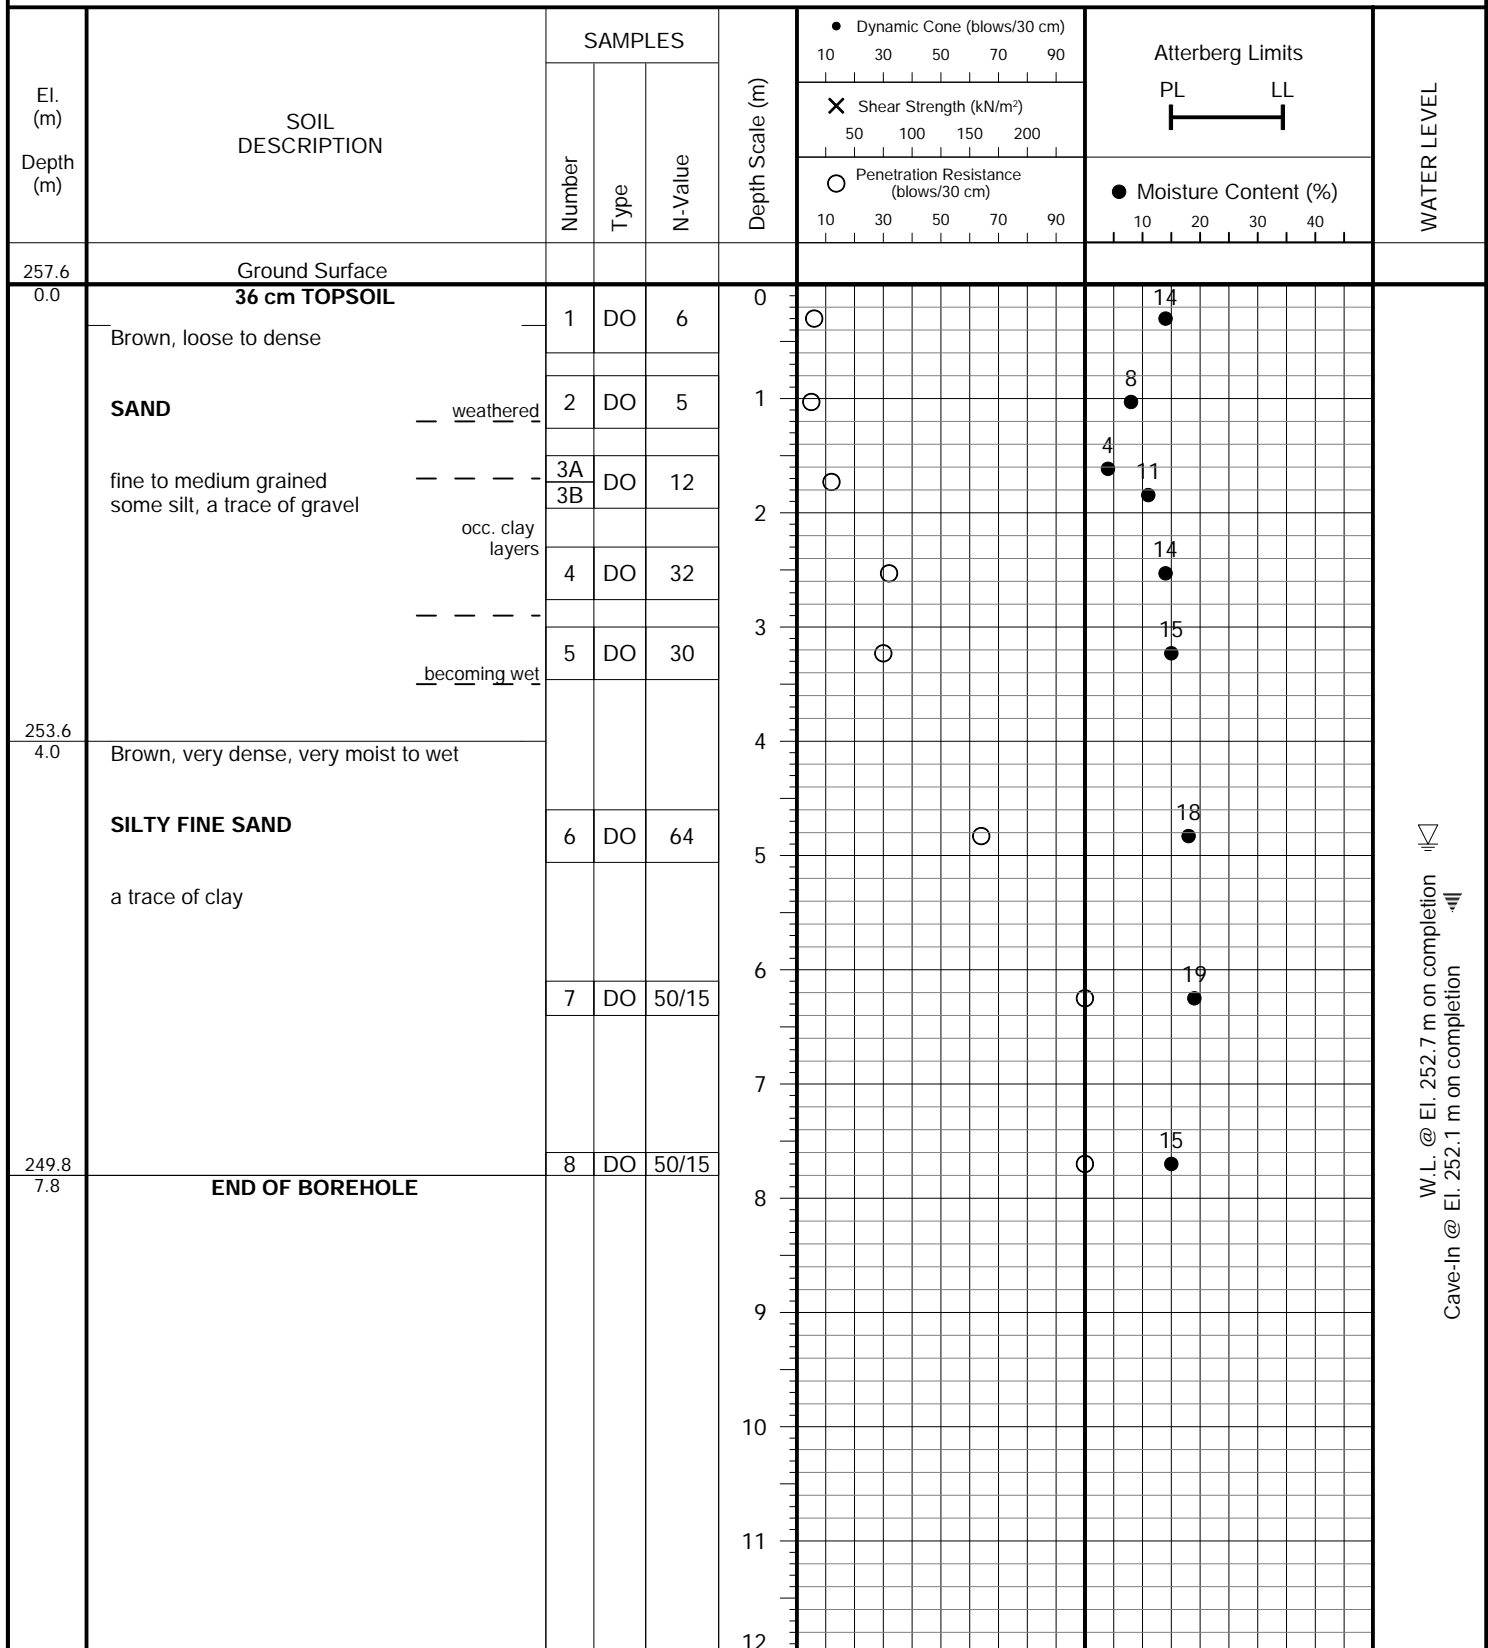 El.
(m)
Depth
(m)
SOIL
DESCRIPTION
SAMPLES
Number
Type
N-Value
Depth Scale (m)
Dynamic Cone (blows/30 cm)
10 30 50 70 90
Shear Strength (kN/m²)
50 100 150 200
Penetration Resistance
(blows/30 cm)
10 30 50 70 90
Atterberg Limits
PL LL
Moisture Content (%)
10 20 30 40
WATER LEVEL
257.6 Ground Surface
0.0 36 cm TOPSOIL 0
1 DO 6 14
Brown, loose to dense
8
SAND weathered 2 DO 5 1
4
3A
fine to medium grained DO 12 11
3B
some silt, a trace of gravel
2
occ. clay
layers
14
4 DO 32
3
15
5 DO 30
becoming wet
253.6
4.0 Brown, very dense, very moist to wet 4
18
SILTY FINE SAND 6 DO 64
5
a trace of clay
6
19
7 DO 50/15
7
15
249.8 8 DO 50/15
7.8 END OF BOREHOLE
8
9
10
11
12
W.L. @ El. 252.7 m on completion
Cave-In @ El. 252.1 m on completion